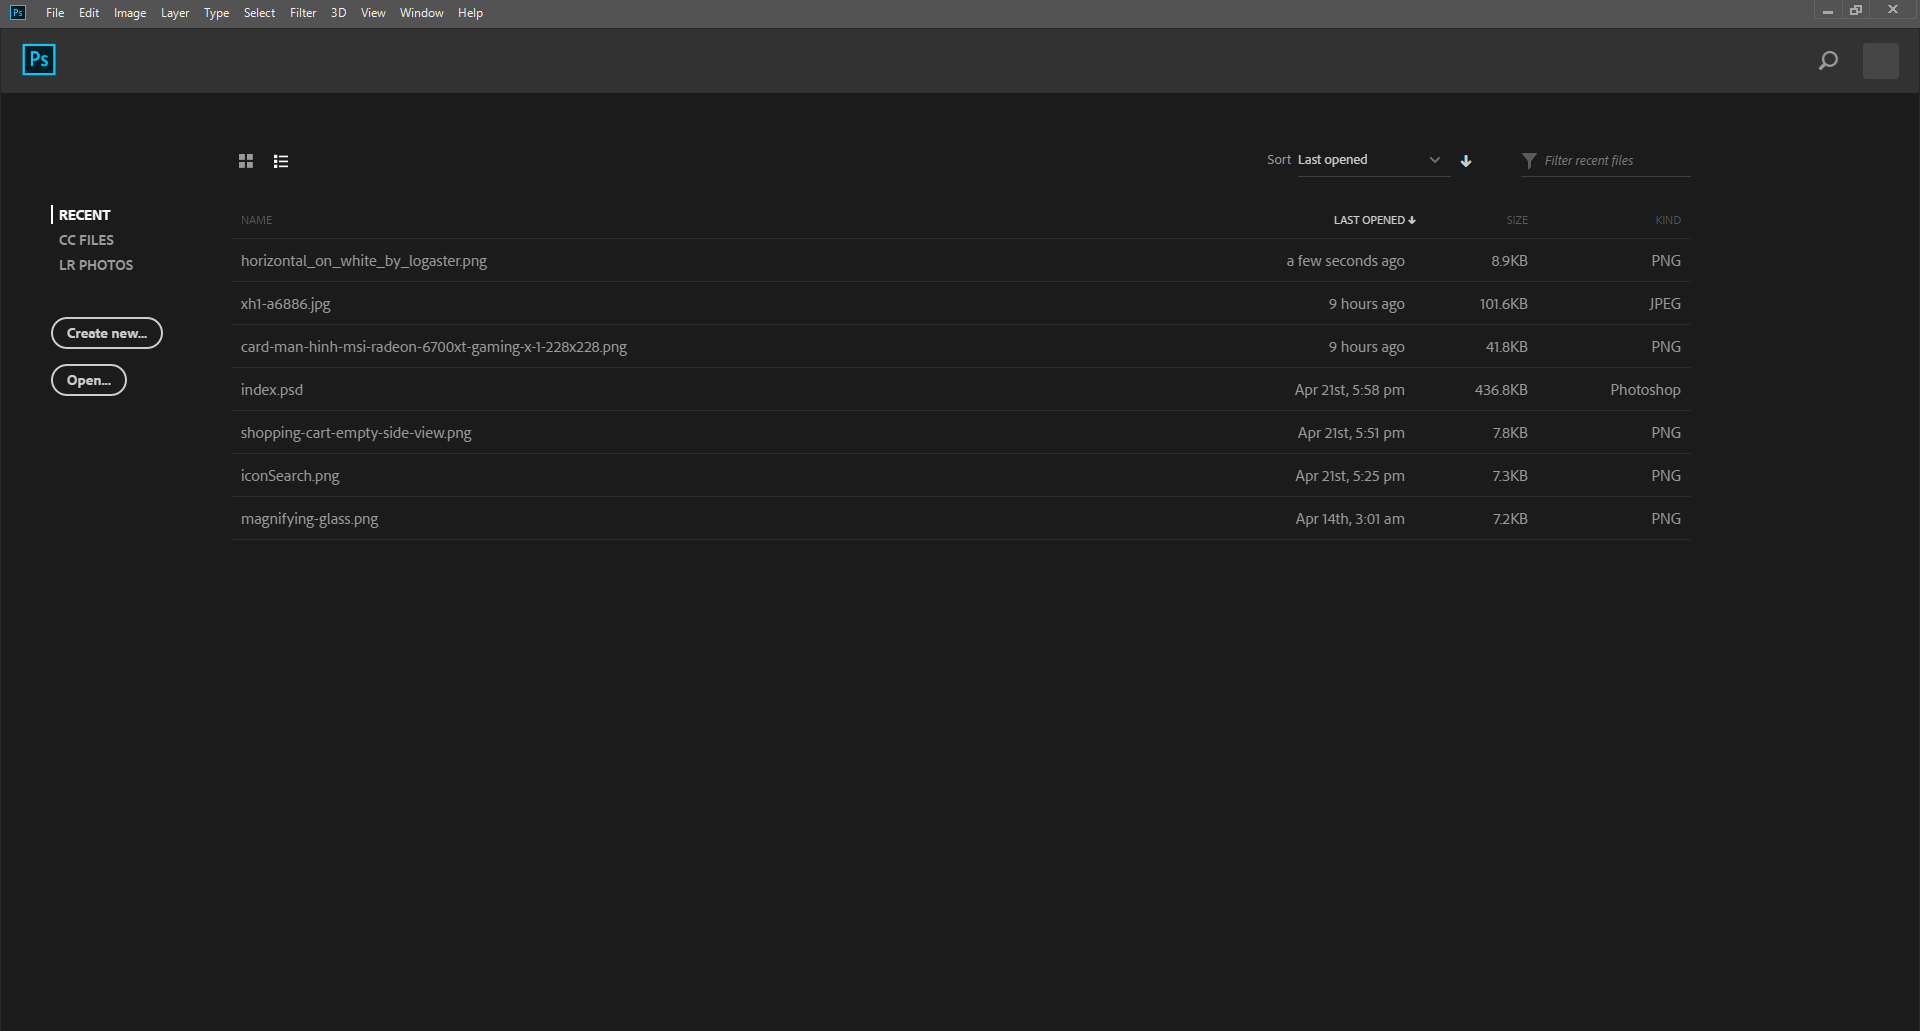 Ps File Edit Image Layer Type Select Filter 3D View Window Help
Ps
Sort Last opened Filter recent files
RECENT
CC FILES
LR PHOTOS
Create new...
Open...
NAME LAST OPENED SIZE KIND
horizontal_on_white_by_logaster.png a few seconds ago 8.9KB PNG
xh1-a6886.jpg 9 hours ago 101.6KB JPEG
card-man-hinh-msi-radeon-6700xt-gaming-x-1-228x228.png 9 hours ago 41.8KB PNG
index.psd Apr 21st, 5:58 pm 436.8KB Photoshop
shopping-cart-empty-side-view.png Apr 21st, 5:51 pm 7.8KB PNG
iconSearch.png Apr 21st, 5:25 pm 7.3KB PNG
magnifying-glass.png Apr 14th, 3:01 am 7.2KB PNG